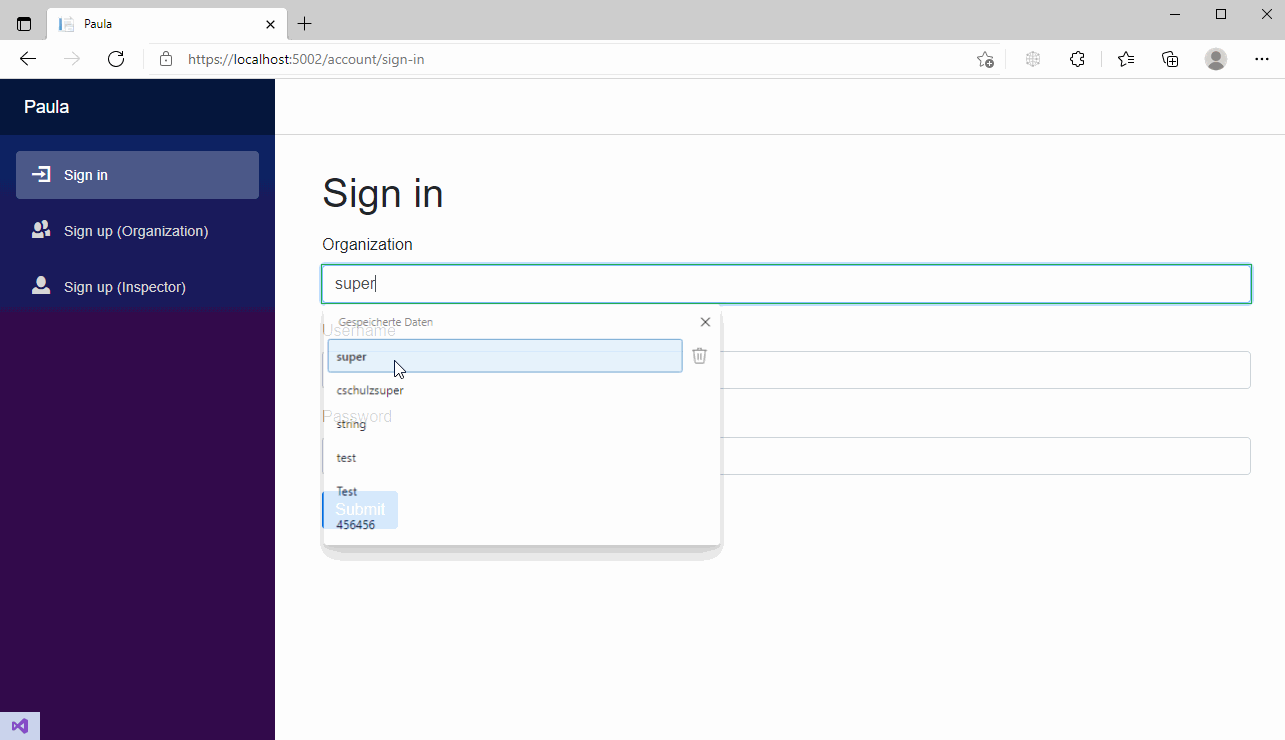 Paula
https://localhost:5002/account/sign-in
Paula
Sign in
Sign up (Organization)
Sign up (Inspector)
Sign in
Organization
super
Gespeicherte Daten
Username
super
cschulzsuper
Password
string
test
Test
Submit
456456